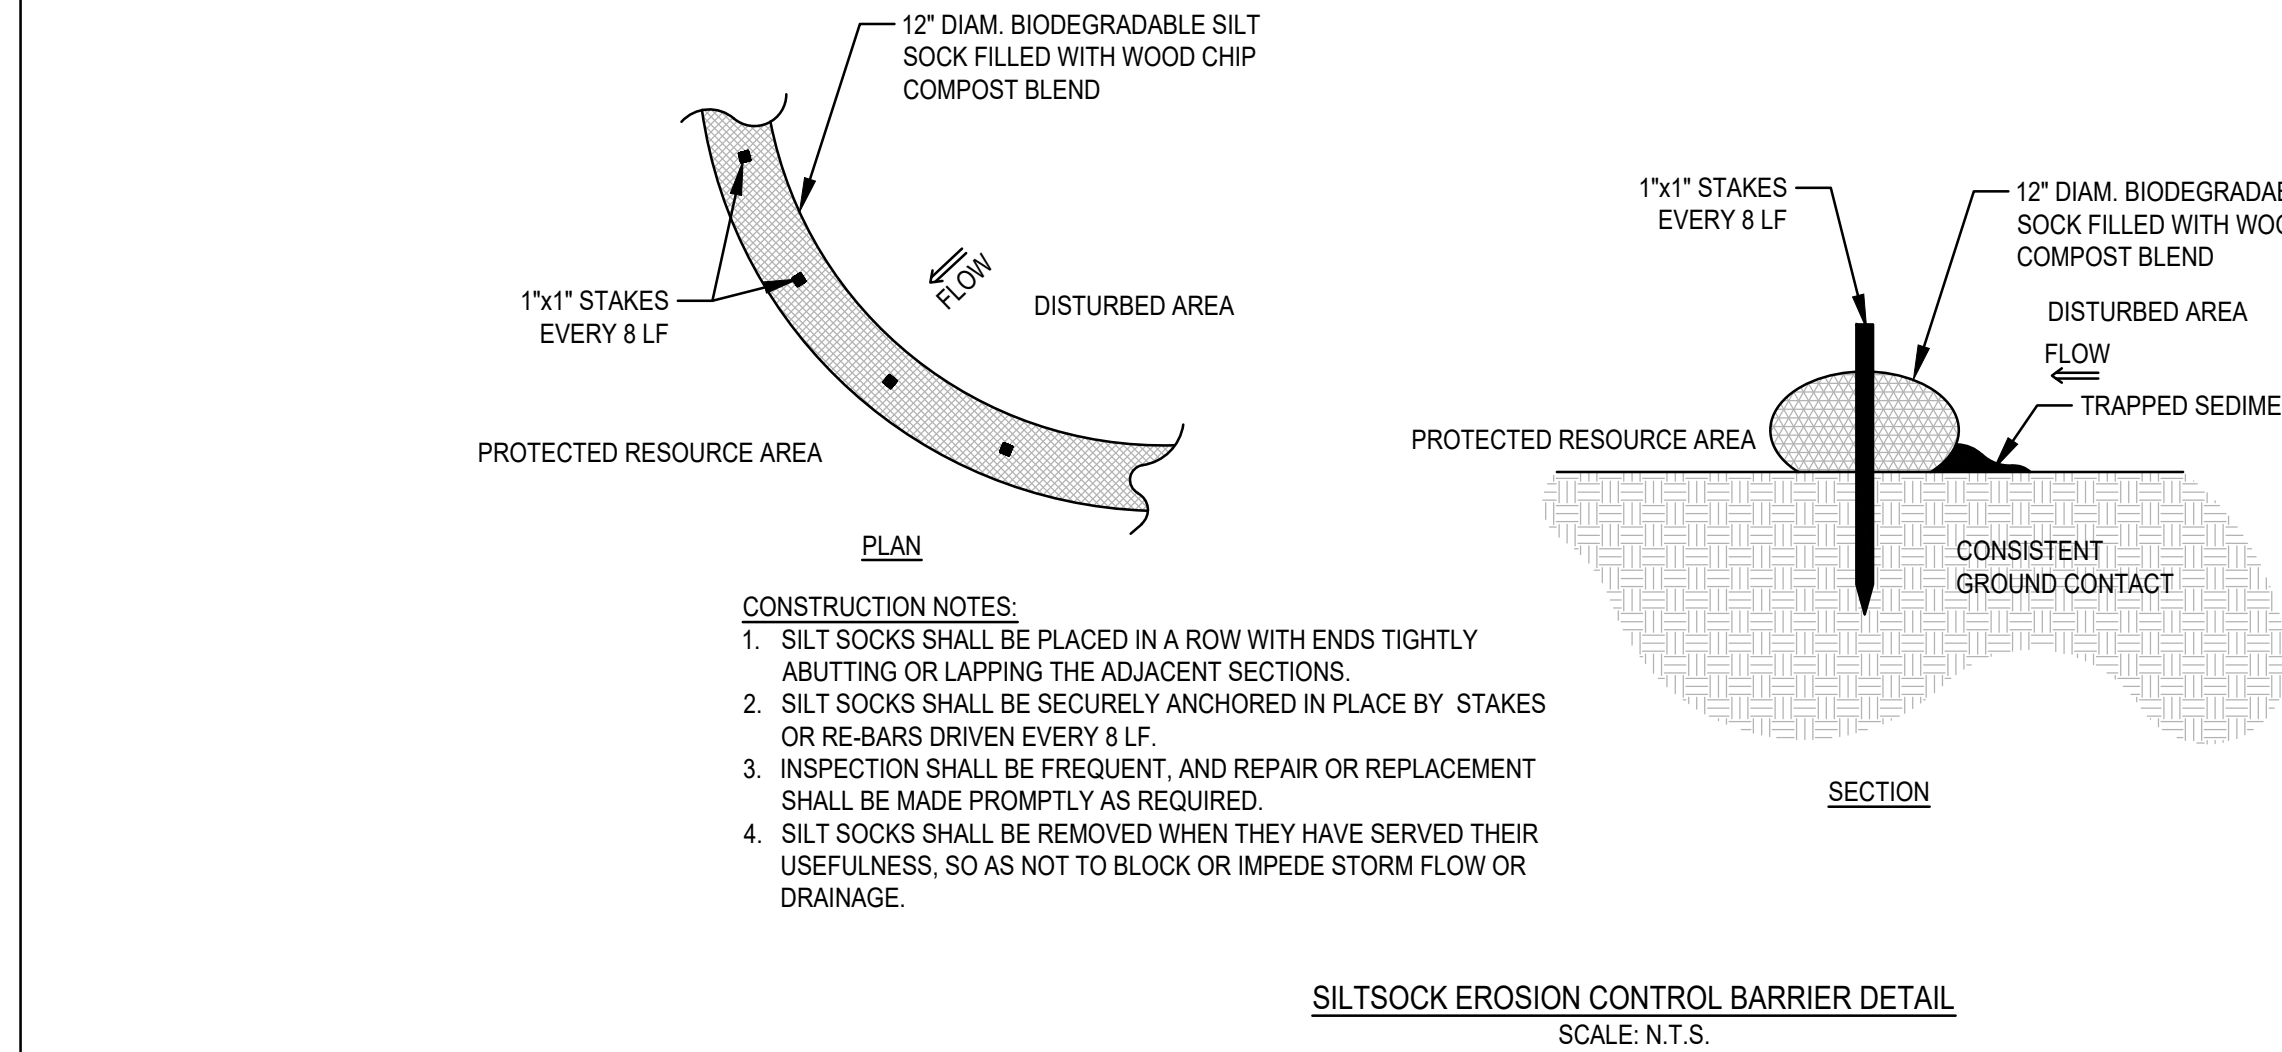 12" DIAM. BIODEGRADABLE SILT
SOCK FILLED WITH WOOD CHIP
COMPOST BLEND
1"x1" STAKES
EVERY 8 LF
FLOW
DISTURBED AREA
PROTECTED RESOURCE AREA
PLAN
1"x1" STAKES
EVERY 8 LF
12" DIAM.
SOCK FILLED WITH
COMPOST BLEND
DISTURBED AREA
FLOW
TRAPPED
PROTECTED RESOURCE AREA
CONSISTENT
GROUND CONTACT
SECTION
CONSTRUCTION NOTES:
1. SILT SOCKS SHALL BE PLACED IN A ROW WITH ENDS TIGHTLY
ABUTTING OR LAPPING THE ADJACENT SECTIONS.
2. SILT SOCKS SHALL BE SECURELY ANCHORED IN PLACE BY STAKES
OR RE-BARS DRIVEN EVERY 8 LF.
3. INSPECTION SHALL BE FREQUENT, AND REPAIR OR REPLACEMENT
SHALL BE MADE PROMPTLY AS REQUIRED.
4. SILT SOCKS SHALL BE REMOVED WHEN THEY HAVE SERVED THEIR
USEFULNESS, SO AS NOT TO BLOCK OR IMPEDE STORM FLOW OR
DRAINAGE.
SILTSOCK EROSION CONTROL BARRIER DETAIL
SCALE: N.T.S.